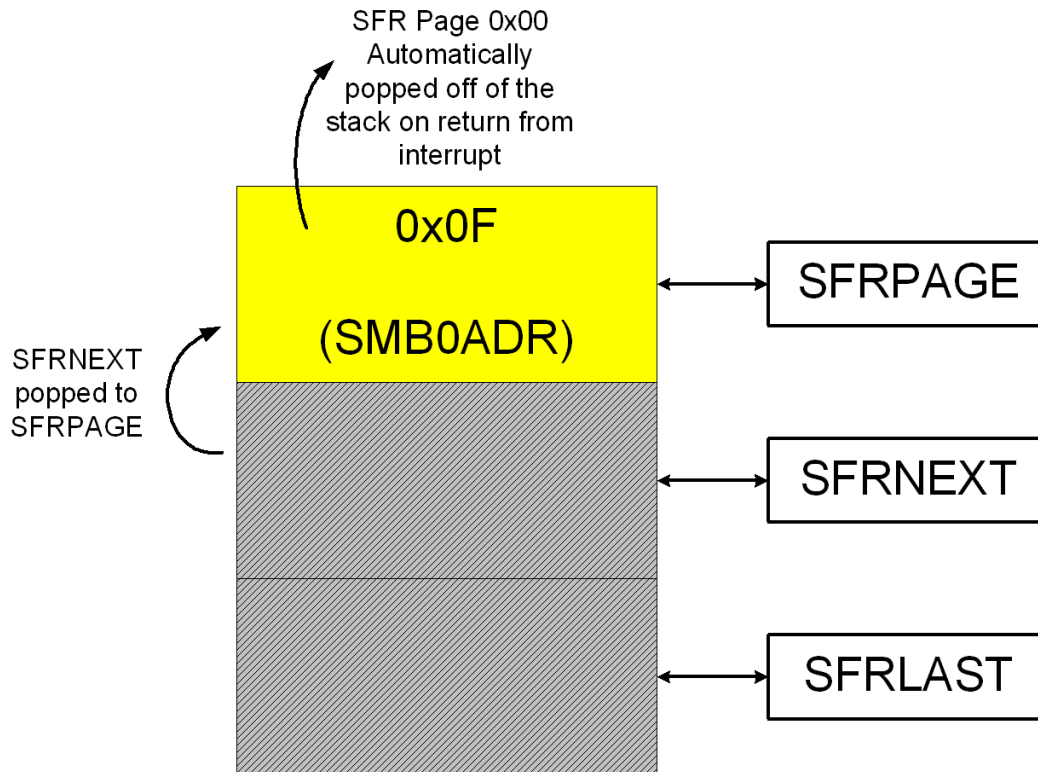 SFR Page 0x00
Automatically
popped off of the
stack on return from
interrupt
0x0F
(SMB0ADR)
SFRPAGE
SFRNEXT
popped to
SFRPAGE
SFRNEXT
SFRLAST